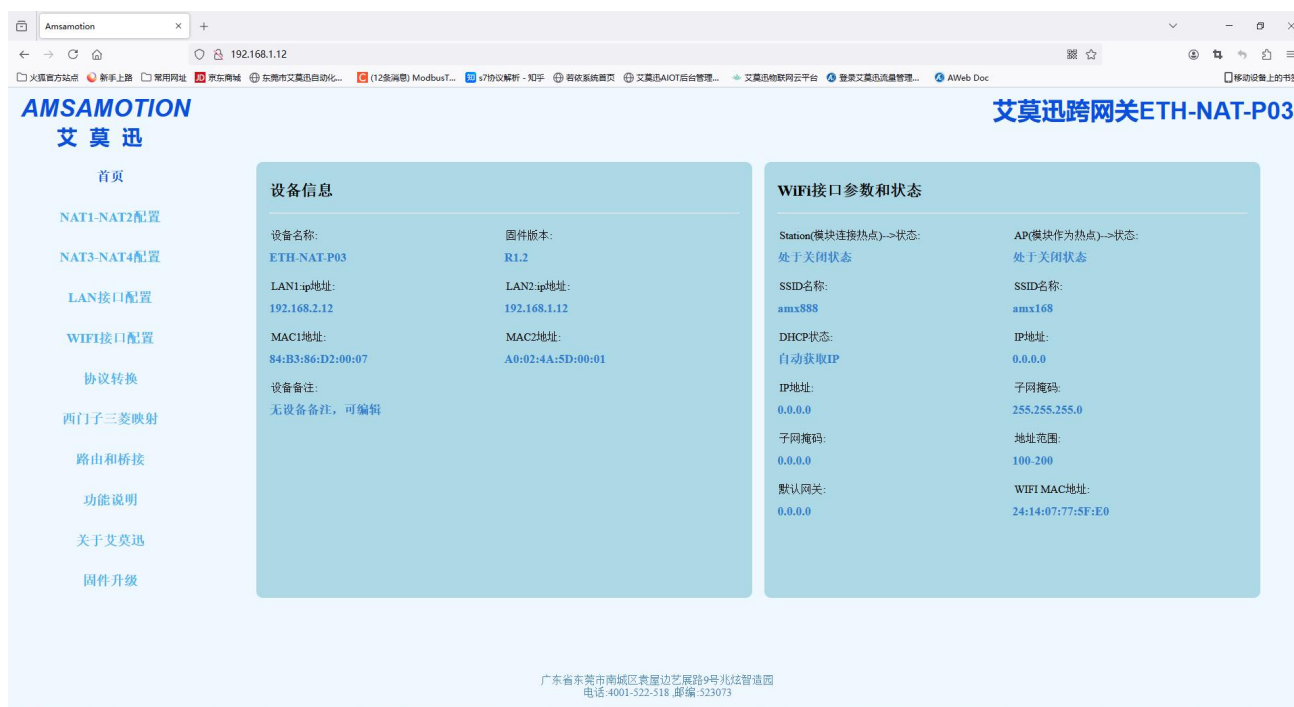 Amsamotion
192.168.1.12
火狐官方站点 新手上路 常用网址 京东商城 东莞市艾莫迅自动化... (12条消息) ModbusT... s7协议解析 - 知乎 若依系统首页 艾莫迅AIOT后台管理... 艾莫迅物联网云平台 登录艾莫迅流量管理... AWeb Doc 移动设备上的书签
AMSAMOTION
艾莫迅
艾莫迅跨网关ETH-NAT-P03
首页
NAT1-NAT2配置
NAT3-NAT4配置
LAN接口配置
WIFI接口配置
协议转换
西门子三菱映射
路由和桥接
功能说明
关于艾莫迅
固件升级
设备信息
设备名称: 固件版本:
ETH-NAT-P03 R1.2
LAN1:ip地址: LAN2:ip地址:
192.168.2.12 192.168.1.12
MAC1地址: MAC2地址:
84:B3:86:D2:00:07 A0:02:4A:5D:00:01
设备备注:
无设备备注，可编辑
WiFi接口参数和状态
Station(模块连接热点)-->状态: AP(模块作为热点)-->状态:
处于关闭状态 处于关闭状态
SSID名称: SSID名称:
amx888 amx168
DHCP状态: IP地址:
自动获取IP 0.0.0.0
IP地址: 子网掩码:
0.0.0.0 255.255.255.0
子网掩码: 地址范围:
0.0.0.0 100-200
默认网关: WIFI MAC地址:
0.0.0.0 24:14:07:77:5F:E0
广东省东莞市南城区袁屋边艺展路9号兆炫智造园
电话:4001-522-518 ,邮编:523073